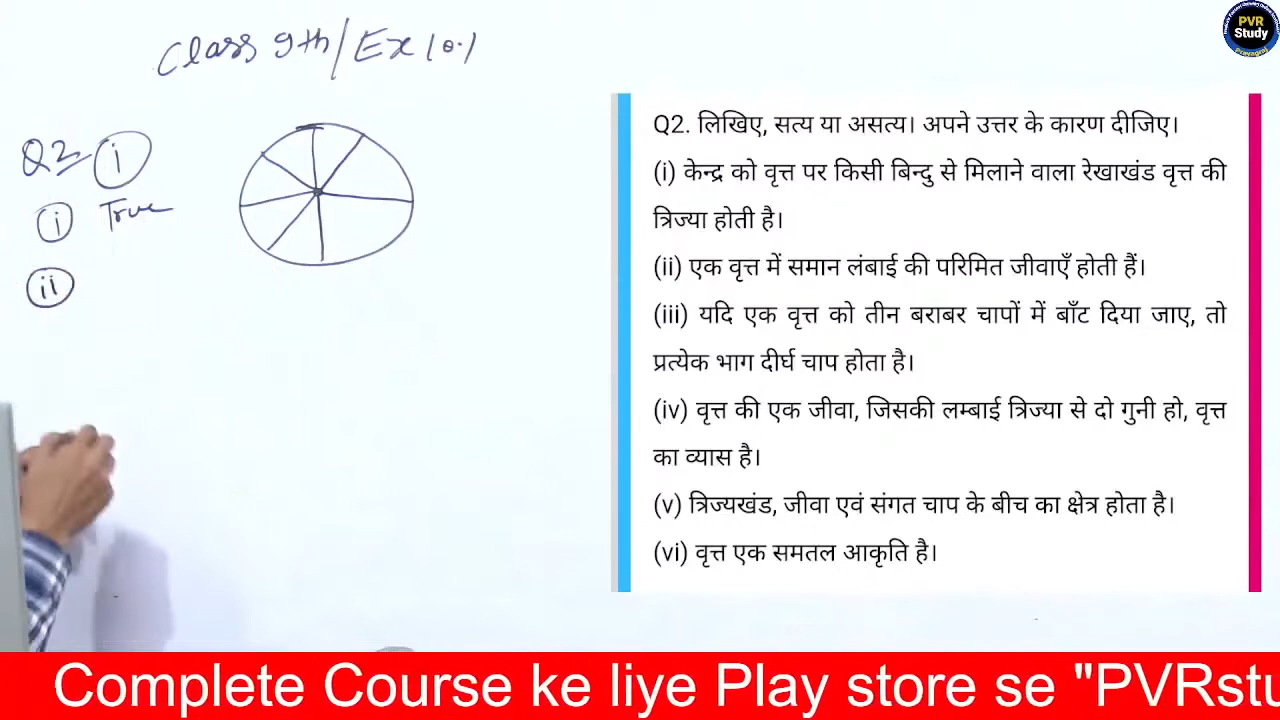 Class 9th/Ex 10.1
PVR
Study
Prayagraj
Q2. लिखिए, सत्य या असत्य। अपने उत्तर के कारण दीजिए।
(i) केन्द्र को वृत्त पर किसी बिन्दु से मिलाने वाला रेखाखंड वृत्त की
त्रिज्या होती है।
(ii) एक वृत्त में समान लंबाई की परिमित जीवाएँ होती हैं।
(iii) यदि एक वृत्त को तीन बराबर चापों में बाँट दिया जाए, तो
प्रत्येक भाग दीर्घ चाप होता है।
(iv) वृत्त की एक जीवा, जिसकी लम्बाई त्रिज्या से दो गुनी हो, वृत्त
का व्यास है।
(v) त्रिज्यखंड, जीवा एवं संगत चाप के बीच का क्षेत्र होता है।
(vi) वृत्त एक समतल आकृति है।
Q2 (i)
(i) True
(ii)
Complete Course ke liye Play store se "PVRstu